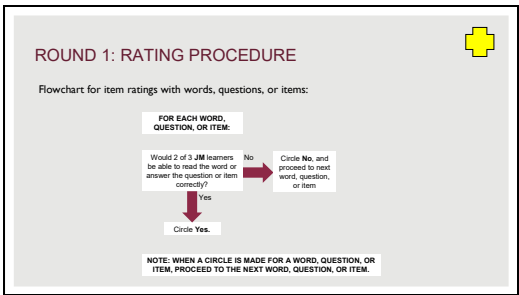 ROUND 1: RATING PROCEDURE
Flowchart for item ratings with words, questions, or items:
FOR EACH WORD,
QUESTION, OR ITEM:
Would 2 of 3 JM learners
be able to read the word or
answer the question or item
correctly?
No
Circle No, and
proceed to next
word, question,
or item
Yes
Circle Yes.
NOTE: WHEN A CIRCLE IS MADE FOR A WORD, QUESTION, OR
ITEM, PROCEED TO THE NEXT WORD, QUESTION, OR ITEM.